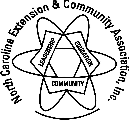 North Carolina Extension & Community Association, Inc.
LEADERSHIP
EDUCATION
COMMUNITY